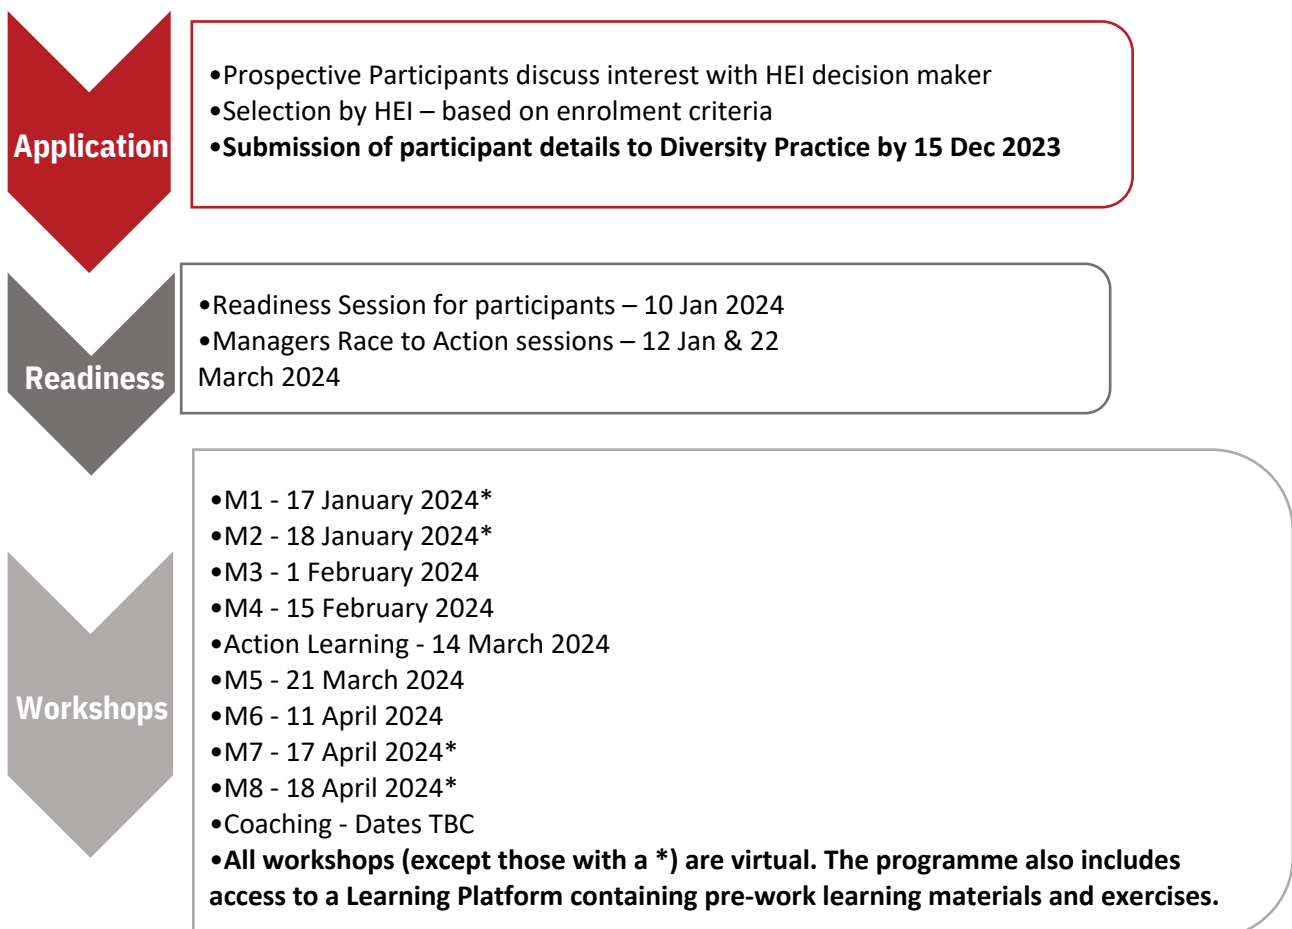 Application
•Prospective Participants discuss interest with HEI decision maker
•Selection by HEI – based on enrolment criteria
•Submission of participant details to Diversity Practice by 15 Dec 2023
Readiness
•Readiness Session for participants – 10 Jan 2024
•Managers Race to Action sessions – 12 Jan & 22
March 2024
Workshops
•M1 - 17 January 2024*
•M2 - 18 January 2024*
•M3 - 1 February 2024
•M4 - 15 February 2024
•Action Learning - 14 March 2024
•M5 - 21 March 2024
•M6 - 11 April 2024
•M7 - 17 April 2024*
•M8 - 18 April 2024*
•Coaching - Dates TBC
•All workshops (except those with a *) are virtual. The programme also includes
access to a Learning Platform containing pre-work learning materials and exercises.